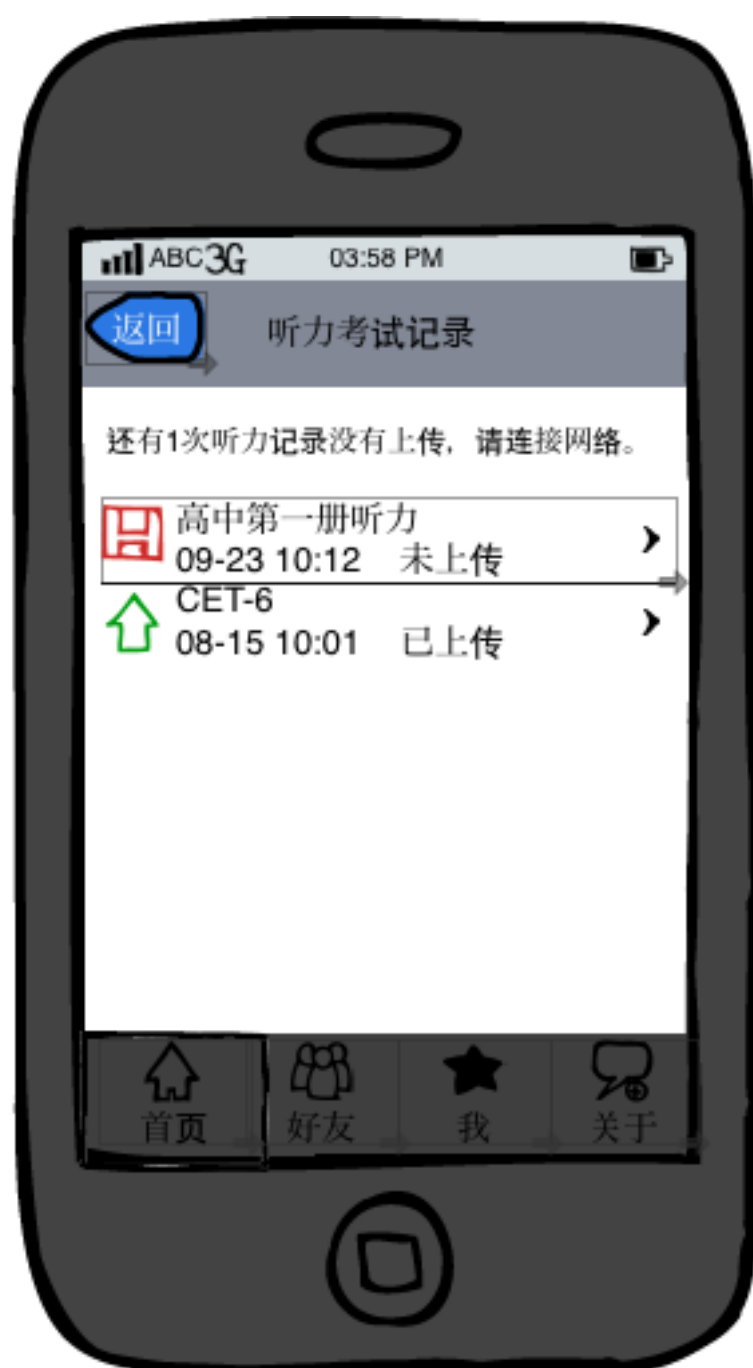 ABC 3G 03:58 PM
返回 听力考试记录
还有1次听力记录没有上传，请连接网络。
高中第一册听力
09-23 10:12 未上传
CET-6
08-15 10:01 已上传
首页 好友 我 关于